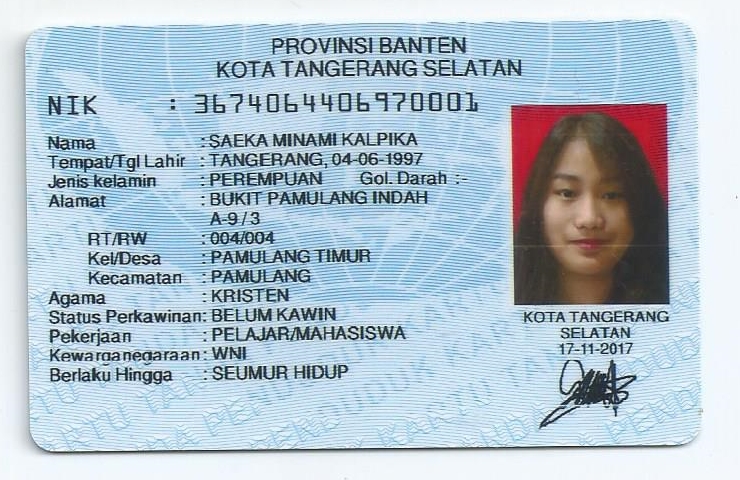 PROVINSI BANTEN
KOTA TANGERANG SELATAN
NIK : 3674064406970001
Nama : SAEKA MINAMI KALPIKA
Tempat/Tgl Lahir : TANGERANG, 04-06-1997
Jenis kelamin : PEREMPUAN Gol. Darah :-
Alamat : BUKIT PAMULANG INDAH
A-9 / 3
RT/RW : 004/004
Kel/Desa : PAMULANG TIMUR
Kecamatan : PAMULANG
Agama : KRISTEN
Status Perkawinan: BELUM KAWIN
Pekerjaan : PELAJAR/MAHASISWA
Kewarganegaraan: WNI
Berlaku Hingga : SEUMUR HIDUP
KOTA TANGERANG
SELATAN
17-11-2017